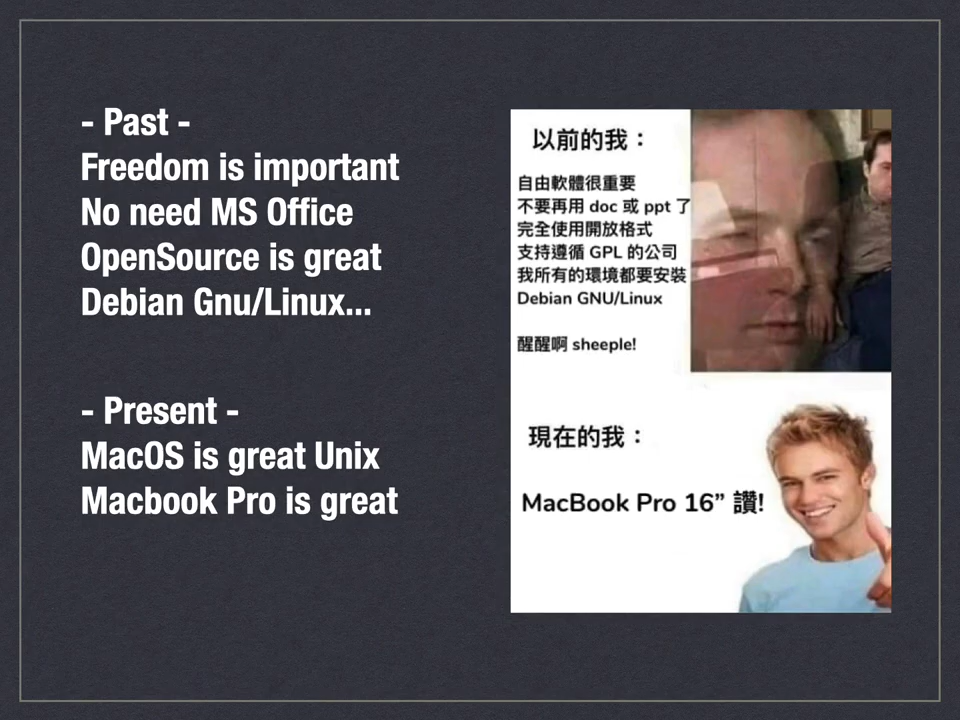 - Past -
Freedom is important
No need MS Office
OpenSource is great
Debian Gnu/Linux...
- Present -
MacOS is great Unix
Macbook Pro is great
以前的我：
自由軟體很重要
不要再用 doc 或 ppt 了
完全使用開放格式
支持遵循 GPL 的公司
我所有的環境都要安裝
Debian GNU/Linux
醒醒啊 sheeple!
現在的我：
MacBook Pro 16” 讚!